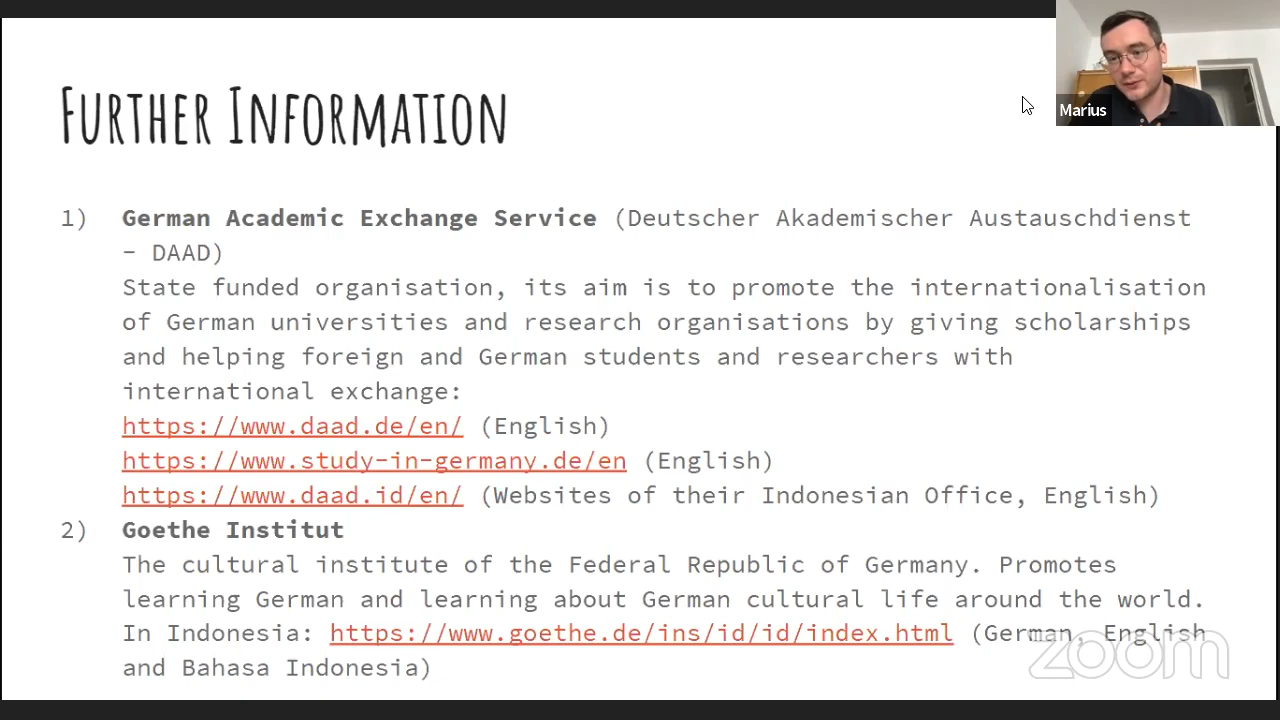 Further Information
Marius
1) German Academic Exchange Service (Deutscher Akademischer Austauschdienst
– DAAD)
State funded organisation, its aim is to promote the internationalisation
of German universities and research organisations by giving scholarships
and helping foreign and German students and researchers with
international exchange:
https://www.daad.de/en/ (English)
https://www.study-in-germany.de/en (English)
https://www.daad.id/en/ (Websites of their Indonesian Office, English)
2) Goethe Institut
The cultural institute of the Federal Republic of Germany. Promotes
learning German and learning about German cultural life around the world.
In Indonesia: https://www.goethe.de/ins/id/id/index.html (German, English
and Bahasa Indonesia)
zoom